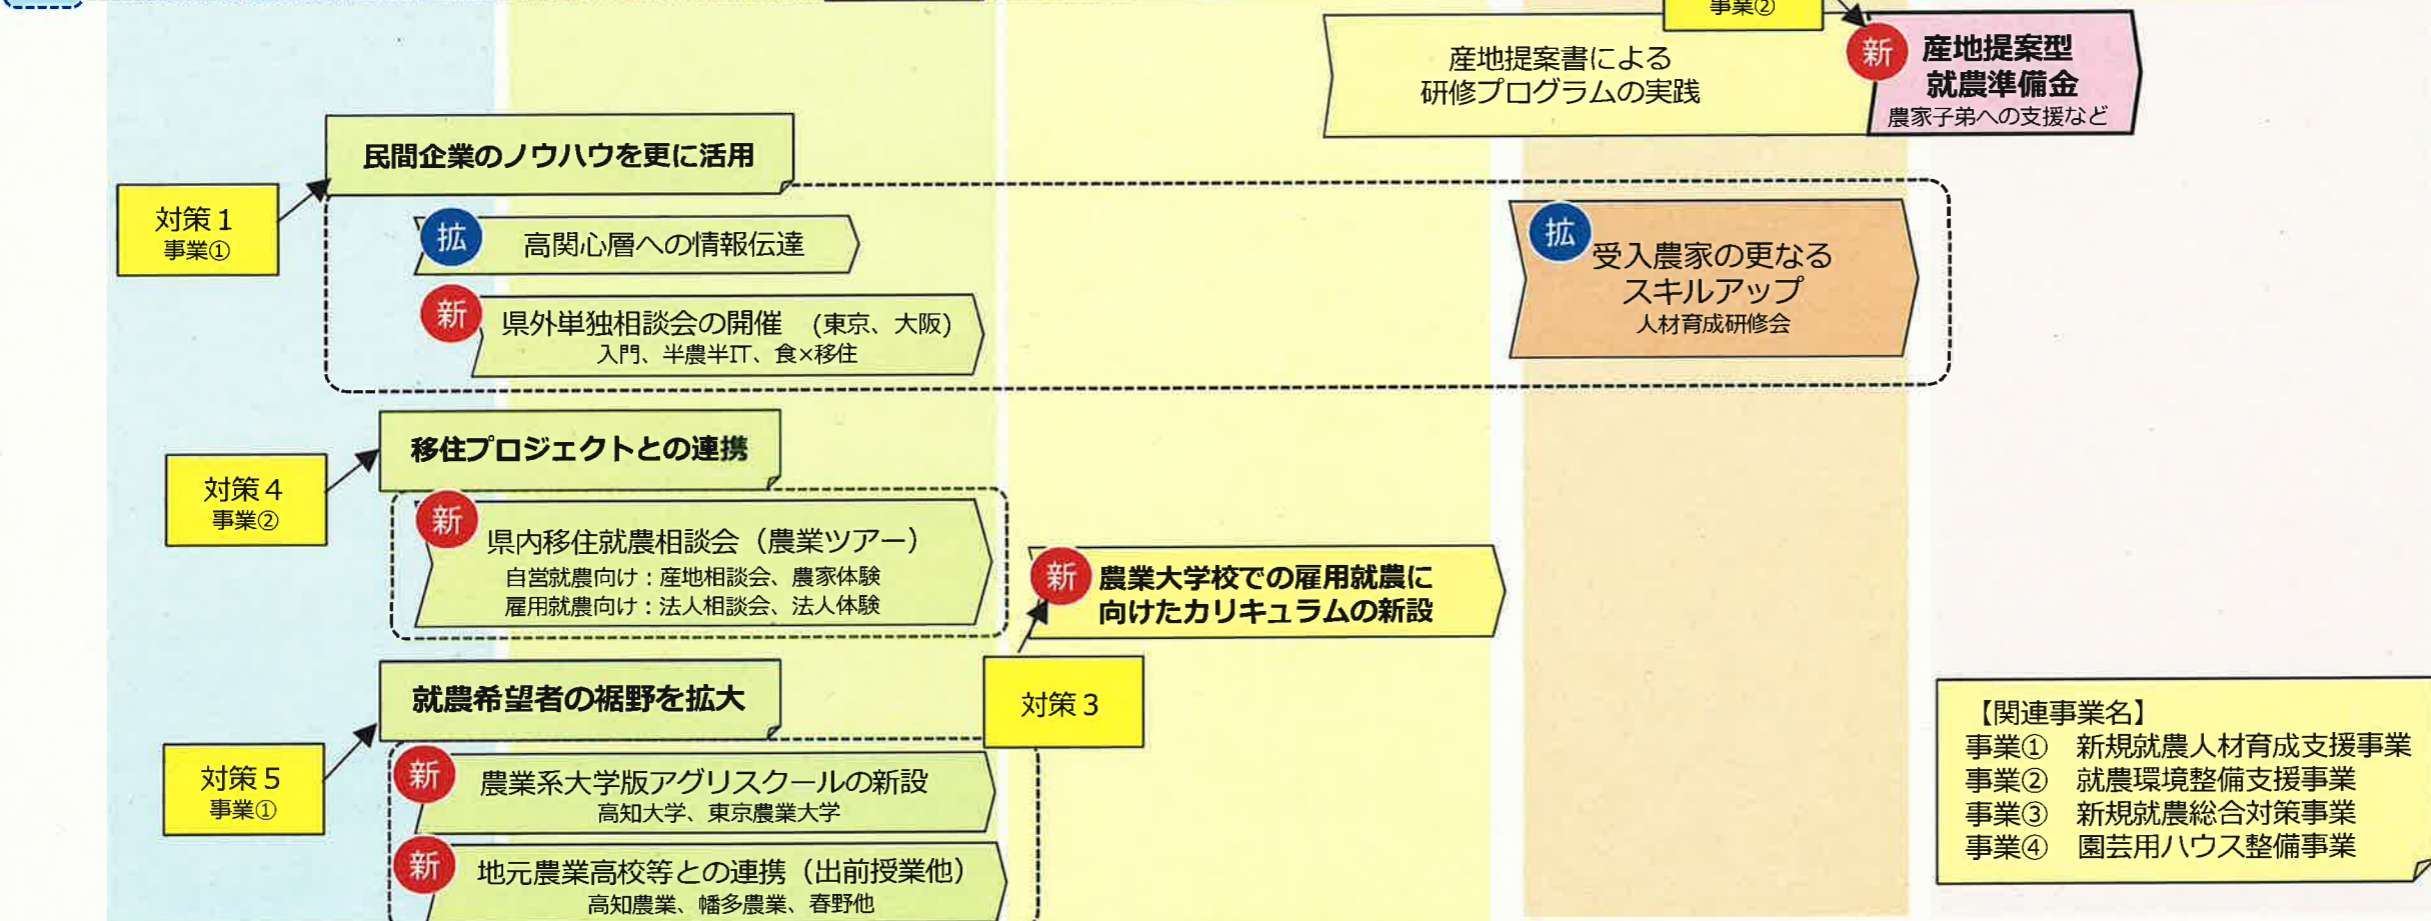 事業②
産地提案書による
研修プログラムの実践
新
産地提案型
就農準備金
農家子弟への支援など
民間企業のノウハウを更に活用
対策１
事業①
拡
高関心層への情報伝達
新
県外単独相談会の開催　(東京、大阪)
入門、半農半IT、食×移住
拡
受入農家の更なる
スキルアップ
人材育成研修会
移住プロジェクトとの連携
対策４
事業②
新
県内移住就農相談会（農業ツアー）
自営就農向け：産地相談会、農家体験
雇用就農向け：法人相談会、法人体験
新
農業大学校での雇用就農に
向けたカリキュラムの新設
対策３
就農希望者の裾野を拡大
対策５
事業①
新
農業系大学版アグリスクールの新設
高知大学、東京農業大学
新
地元農業高校等との連携（出前授業他）
高知農業、幡多農業、春野他
【関連事業名】
事業①　新規就農人材育成支援事業
事業②　就農環境整備支援事業
事業③　新規就農総合対策事業
事業④　園芸用ハウス整備事業